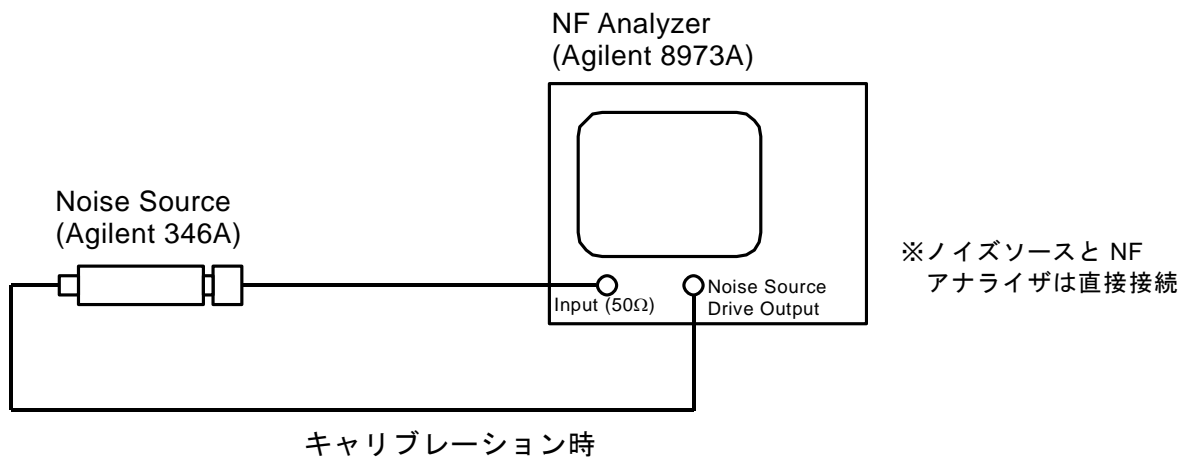 NF Analyzer
(Agilent 8973A)
Noise Source
(Agilent 346A)
Input (50Ω)
Noise Source
Drive Output
※ノイズソースと NF
アナライザは直接接続
キャリブレーション時